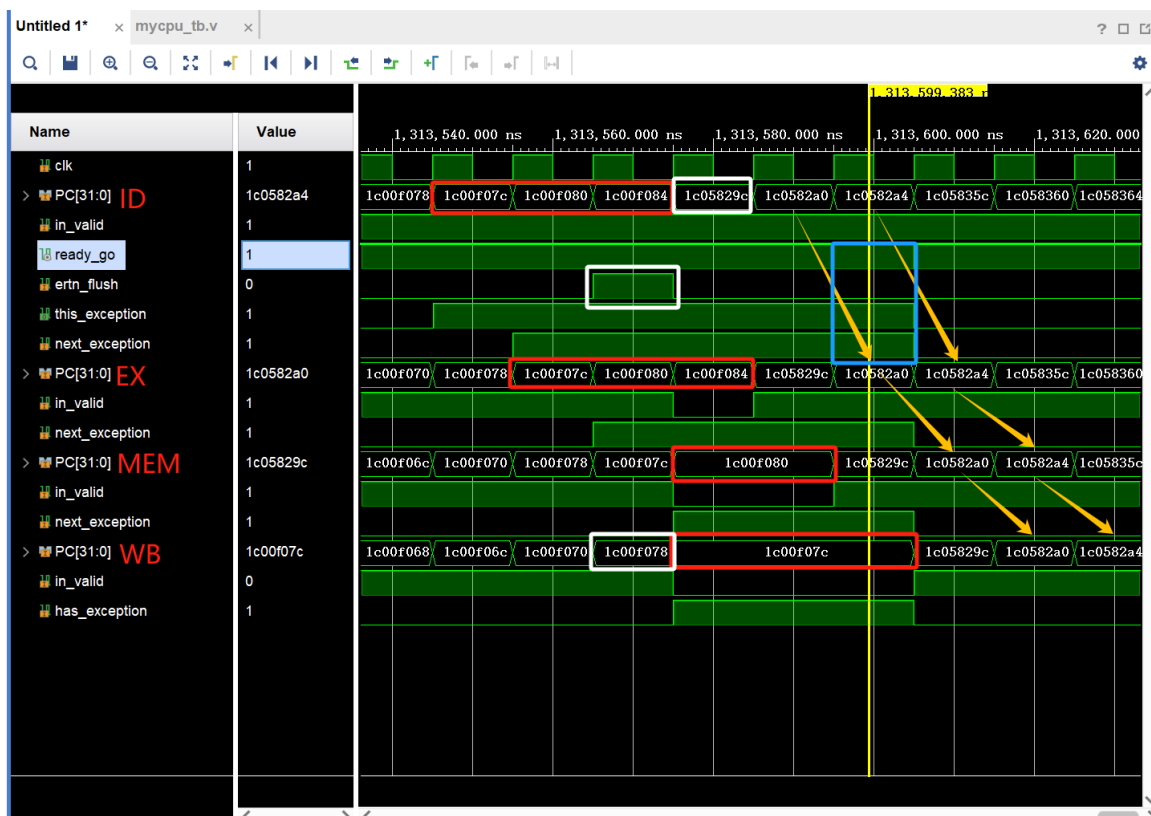 Untitled 1* × mycpu_tb.v × ?
1,313,599.383 n
Name Value 1,313,540.000 ns 1,313,560.000 ns 1,313,580.000 ns 1,313,600.000 ns 1,313,620.000
clk 1
PC[31:0] ID 1c0582a4 1c00f078 1c00f07c 1c00f080 1c00f084 1c05829c 1c0582a0 1c0582a4 1c05835c 1c058360 1c058364
in_valid 1
ready_go 1
ertn_flush 0
this_exception 1
next_exception 1
PC[31:0] EX 1c0582a0 1c00f070 1c00f078 1c00f07c 1c00f080 1c00f084 1c05829c 1c0582a0 1c0582a4 1c05835c 1c058360
in_valid 1
next_exception 1
PC[31:0] MEM 1c05829c 1c00f06c 1c00f070 1c00f078 1c00f07c 1c00f080 1c05829c 1c0582a0 1c0582a4 1c05835c
in_valid 1
next_exception 1
PC[31:0] WB 1c00f07c 1c00f068 1c00f06c 1c00f070 1c00f078 1c00f07c 1c05829c 1c0582a0 1c0582a4
in_valid 0
has_exception 1